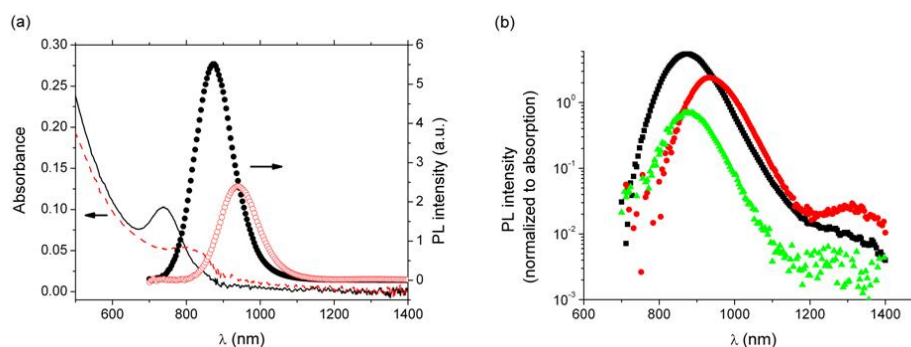 (a)
0.30
0.25
0.20
0.15
0.10
0.05
0.00
Absorbance
6
5
4
3
2
1
0
PL intensity (a.u.)
600 800 1000 1200 1400
λ (nm)
(b)
10⁰
10⁻¹
10⁻²
10⁻³
PL intensity
(normalized to absorption)
600 800 1000 1200 1400
λ (nm)